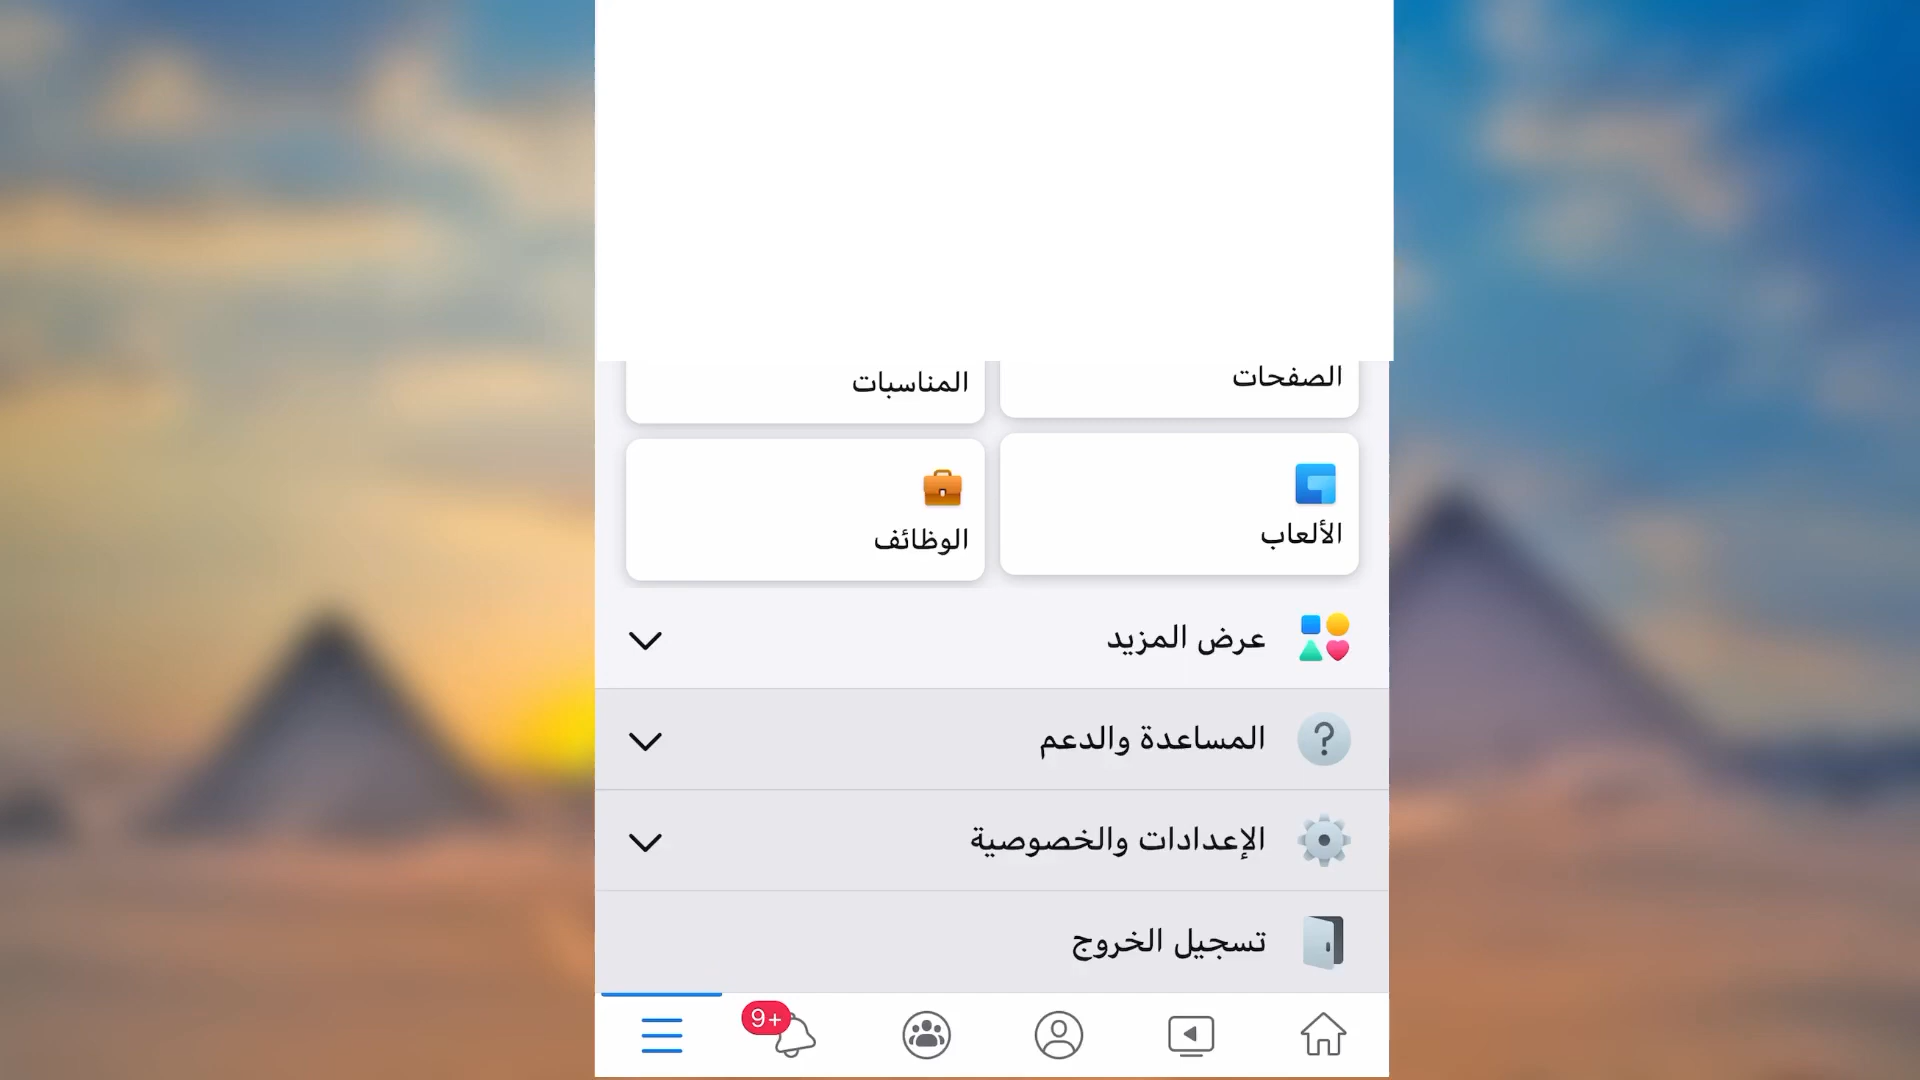 الصفحات
المناسبات
الألعاب
الوظائف
عرض المزيد
المساعدة والدعم
?
الإعدادات والخصوصية
تسجيل الخروج
9+